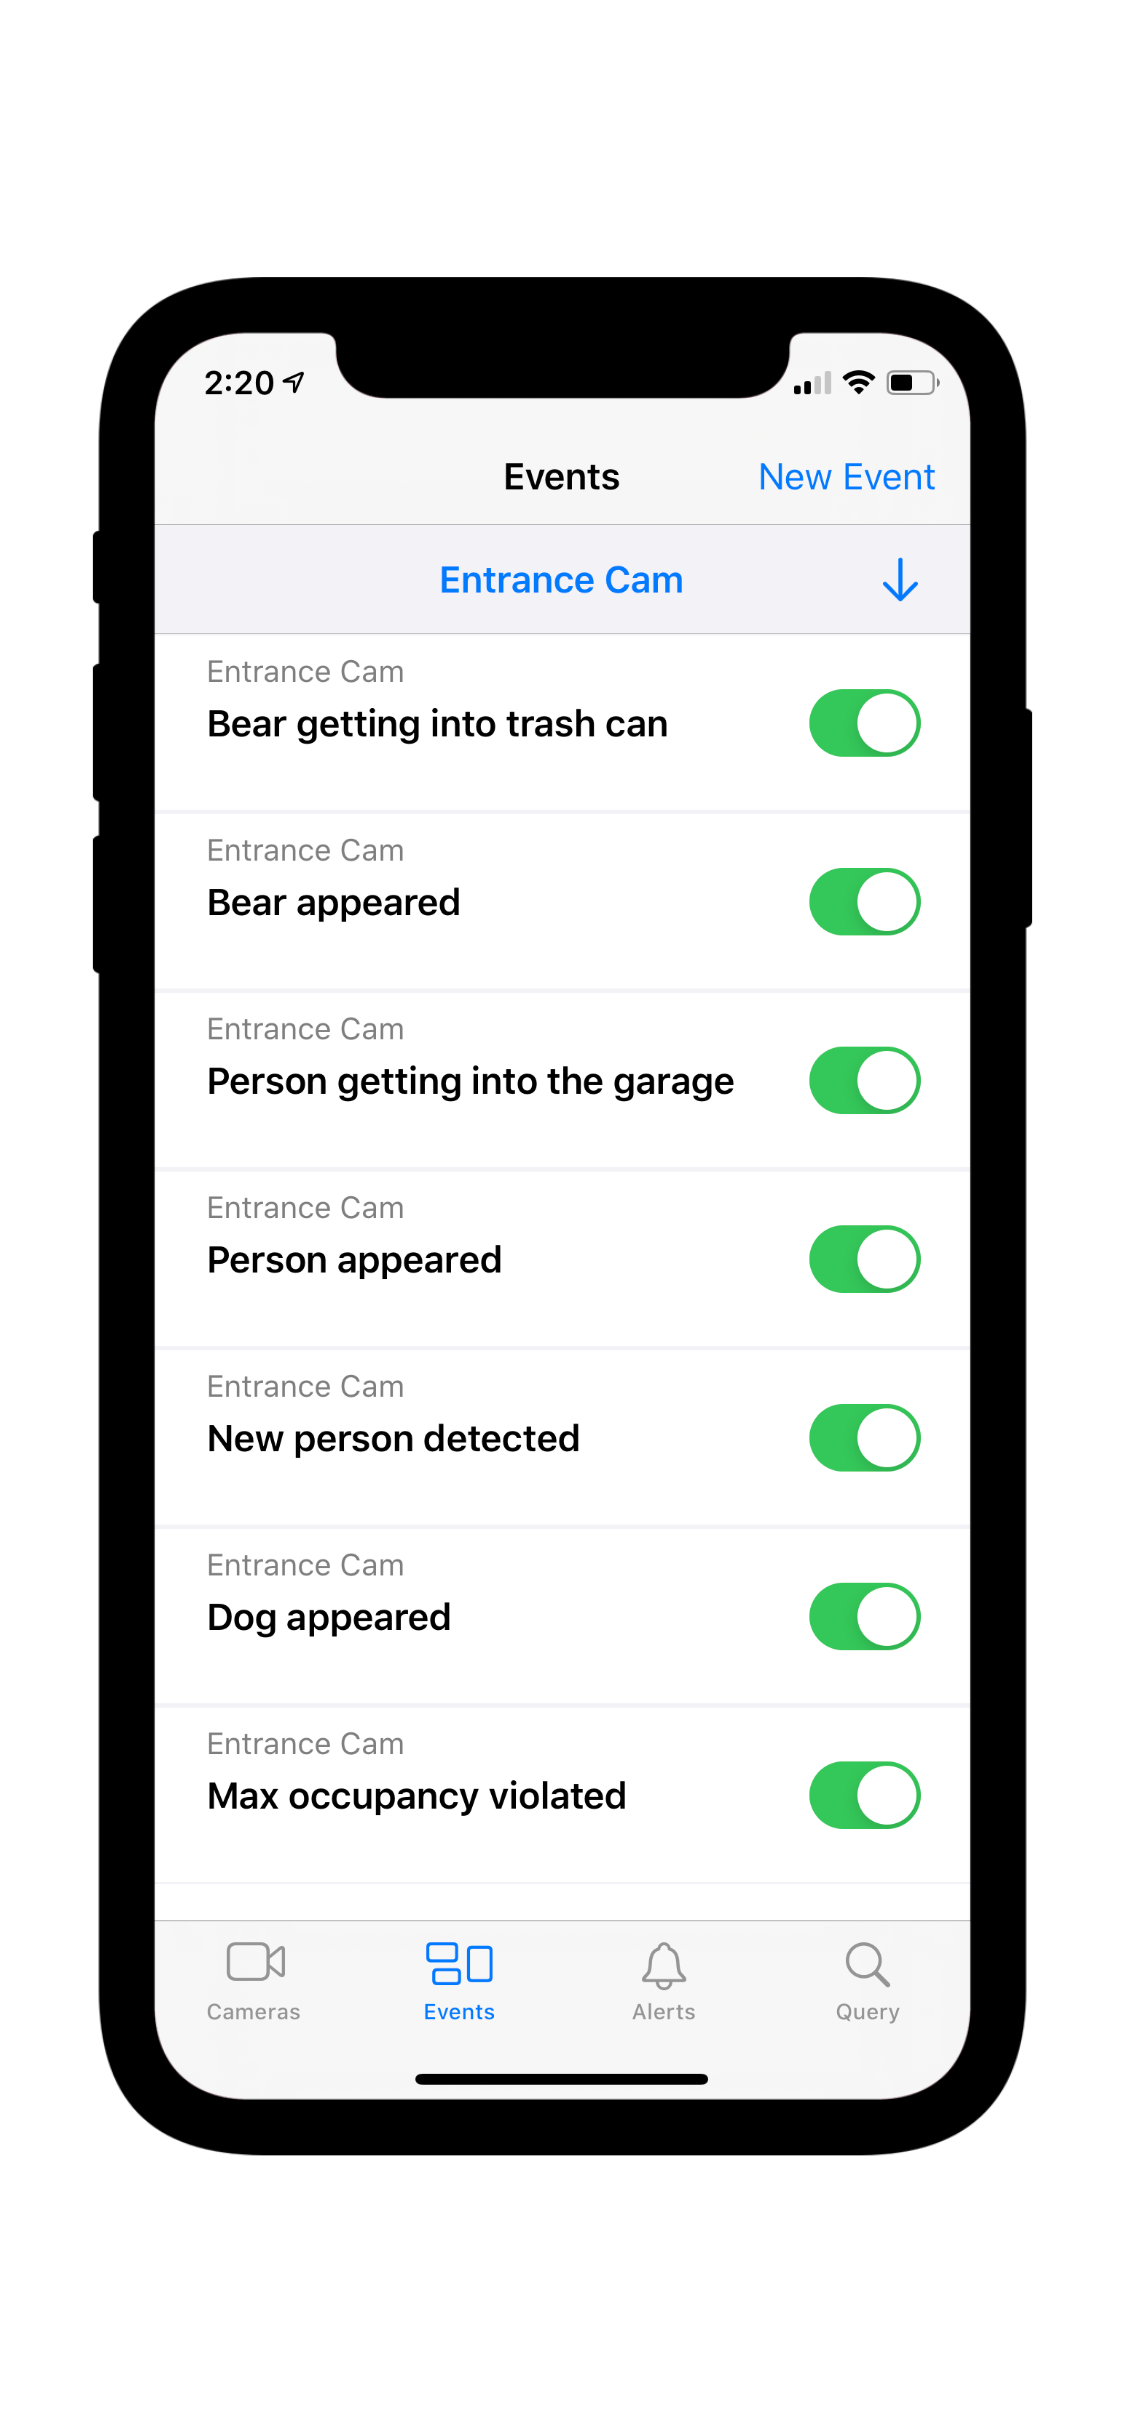 2:20
Events
New Event
Entrance Cam
Entrance Cam
Bear getting into trash can
Entrance Cam
Bear appeared
Entrance Cam
Person getting into the garage
Entrance Cam
Person appeared
Entrance Cam
New person detected
Entrance Cam
Dog appeared
Entrance Cam
Max occupancy violated
Cameras
Events
Alerts
Query